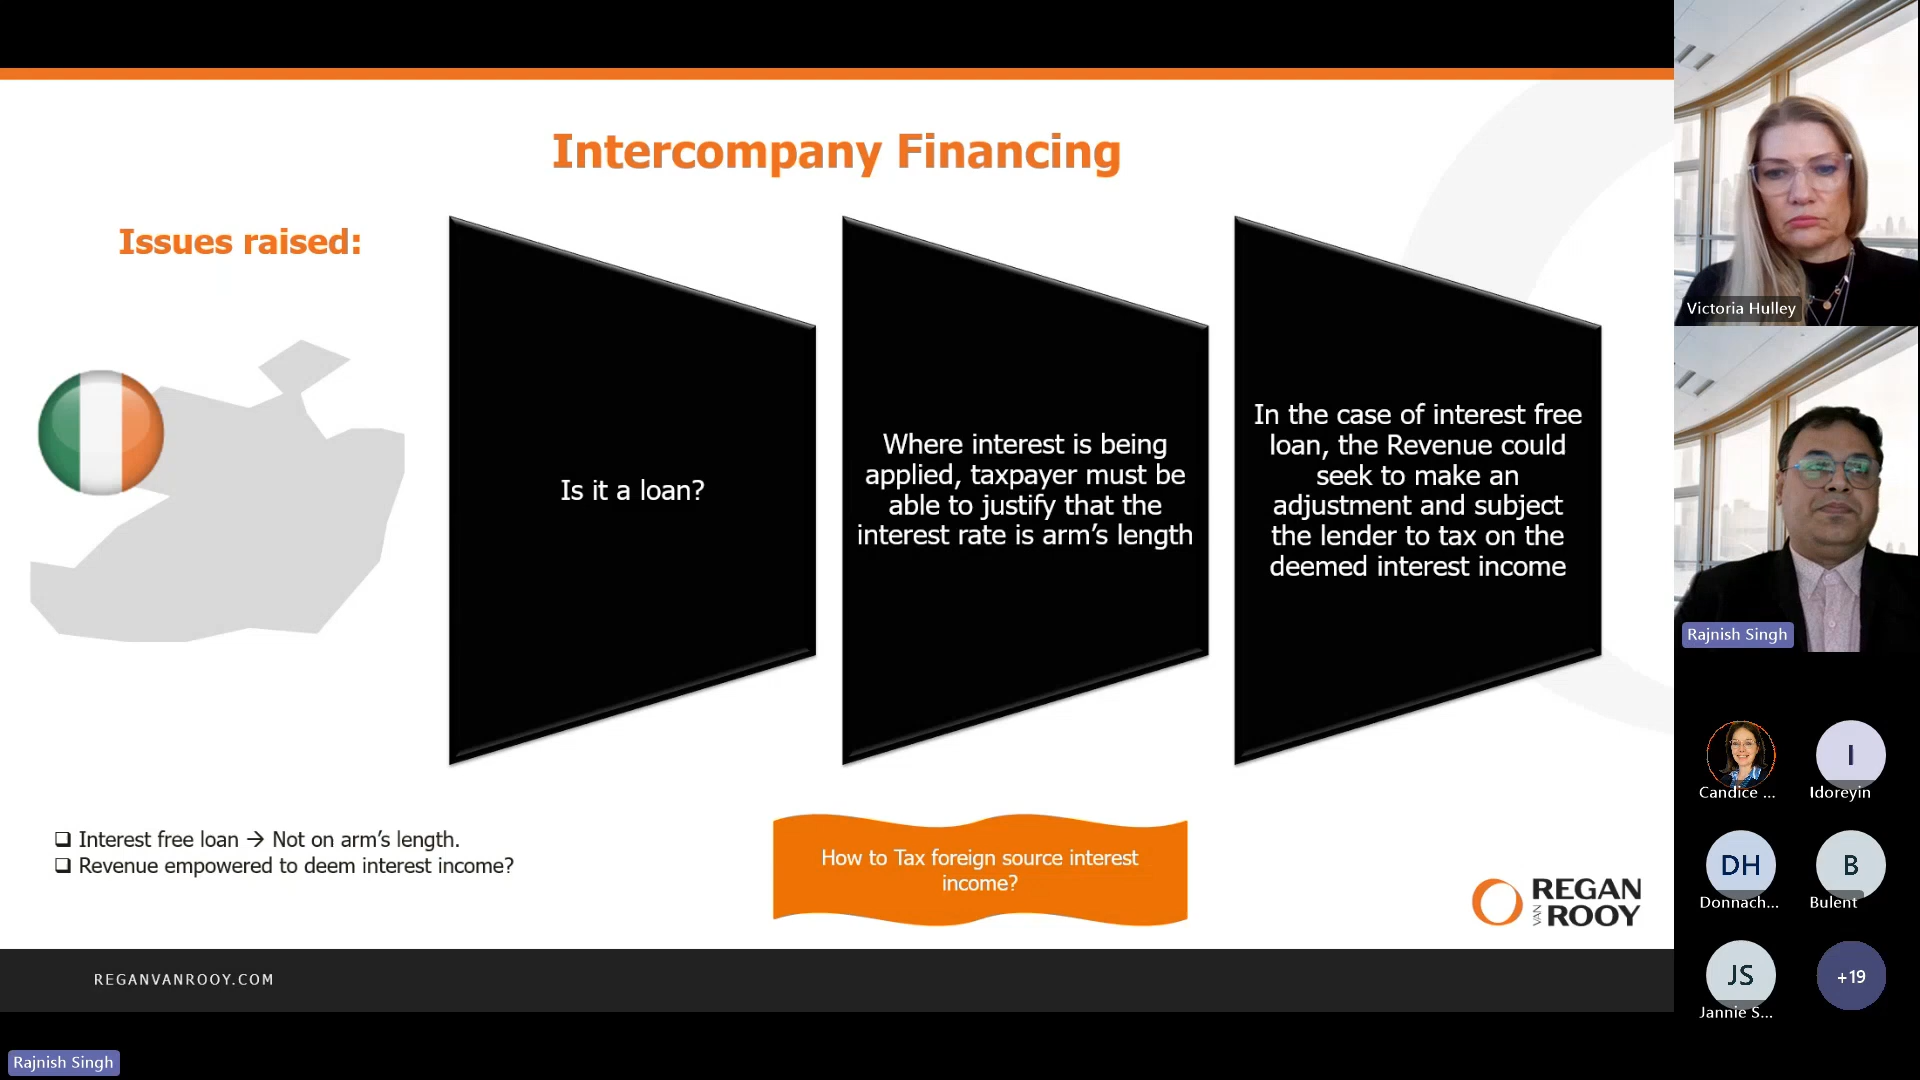 Intercompany Financing
Issues raised:
Is it a loan?
Where interest is being
applied, taxpayer must be
able to justify that the
interest rate is arm’s length
In the case of interest free
loan, the Revenue could
seek to make an
adjustment and subject
the lender to tax on the
deemed interest income
❑ Interest free loan → Not on arm’s length.
❑ Revenue empowered to deem interest income?
How to Tax foreign source interest
income?
REGAN
VAN ROOY
REGANVANROOY.COM
Rajnish Singh
Victoria Hulley
Rajnish Singh
Candice ...
I
Idoreyin
DH
Donnach...
B
Bulent
JS
Jannie S...
+19